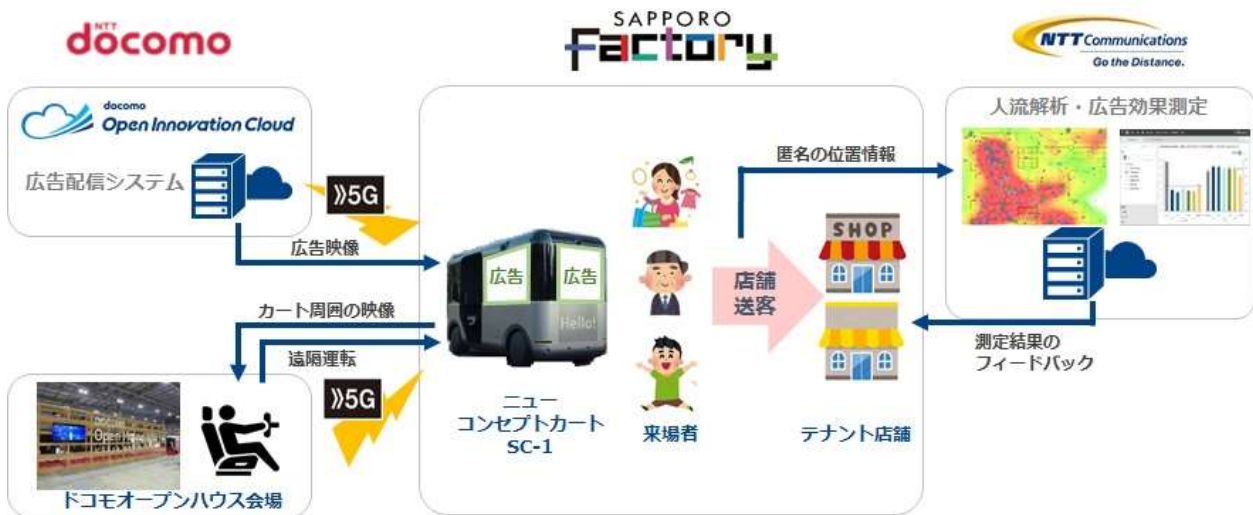 NTT
döcomo
SAPPORO
Factory
NTT Communications
Go the Distance.
docomo
Open Innovation Cloud
広告配信システム
5G
広告映像
カート周囲の映像
遠隔運転
5G
ドコモオープンハウス会場
広告
広告
Hello!
ニュー
コンセプトカート
SC-1
来場者
店舗
送客
SHOP
テナント店舗
匿名の位置情報
人流解析・広告効果測定
測定結果の
フィードバック